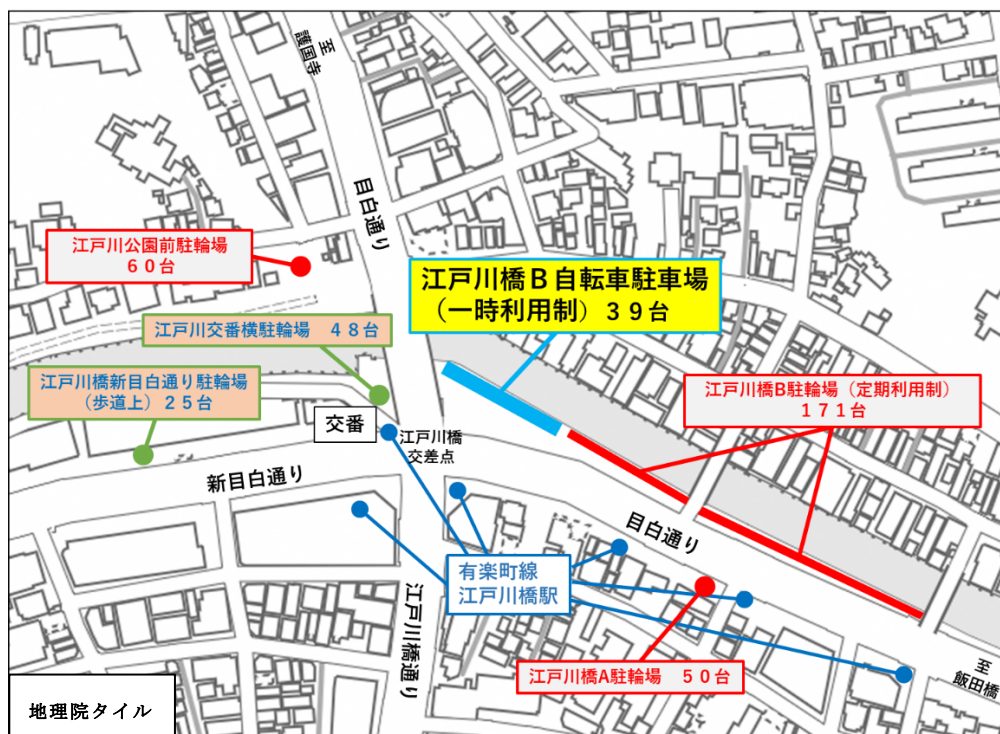 至
護国寺
目白通り
江戸川公園前駐輪場
６０台
江戸川橋Ｂ自転車駐車場
（一時利用制）３９台
江戸川交番横駐輪場　４８台
江戸川橋新目白通り駐輪場
（歩道上）２５台
江戸川橋B駐輪場（定期利用制）
１７１台
交番
江戸川橋
交差点
新目白通り
目白通り
有楽町線
江戸川橋駅
江戸川橋通り
江戸川橋A駐輪場　５０台
至
飯田橋
地理院タイル